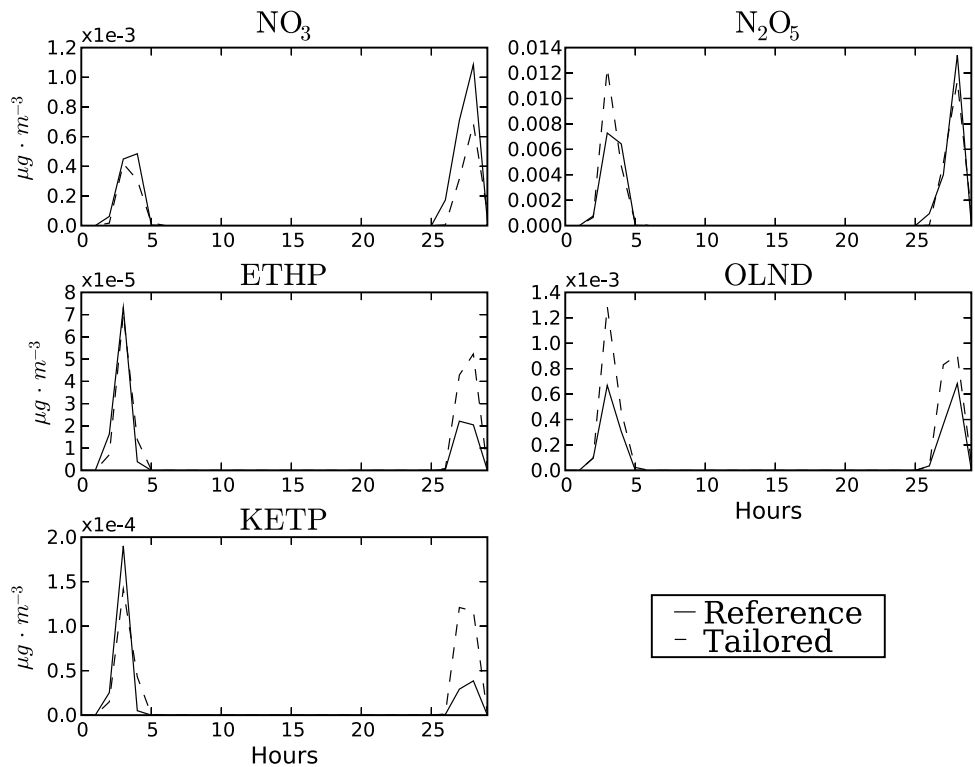 NO₃
x1e-3
1.2
1.0
0.8
0.6
0.4
0.2
0.0
μg · m⁻³
0 5 10 15 20 25
N₂O₅
0.014
0.012
0.010
0.008
0.006
0.004
0.002
0.000
0 5 10 15 20 25
ETHP
x1e-5
8
7
6
5
4
3
2
1
0
μg · m⁻³
0 5 10 15 20 25
OLND
x1e-3
1.4
1.2
1.0
0.8
0.6
0.4
0.2
0.0
0 5 10 15 20 25
Hours
KETP
x1e-4
2.0
1.5
1.0
0.5
0.0
μg · m⁻³
0 5 10 15 20 25
Hours
Reference
Tailored